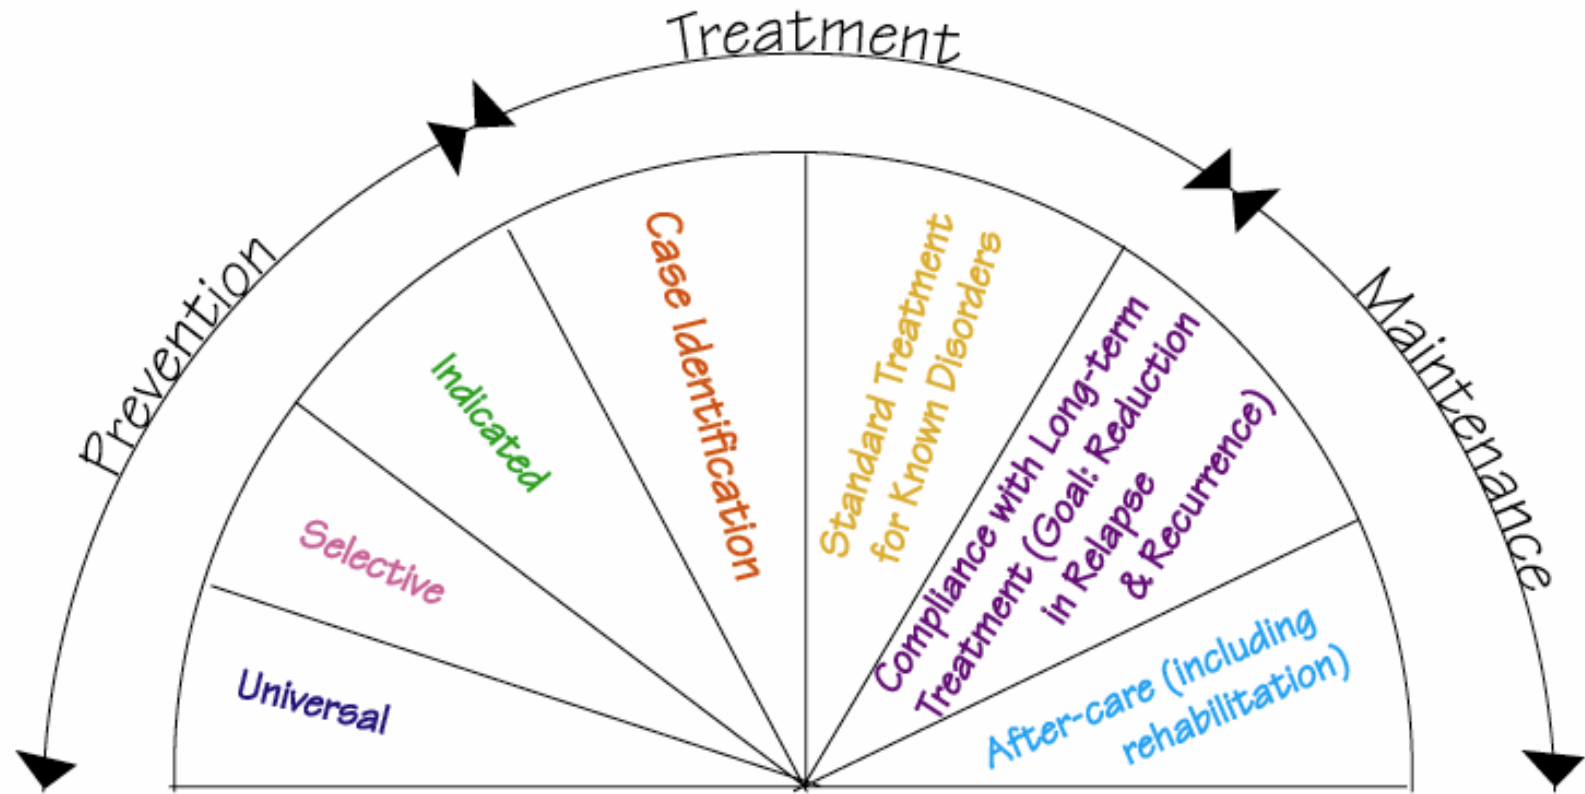 Treatment
Prevention
Maintenance
Universal
Selective
Indicated
Case Identification
Standard Treatment
for Known Disorders
Compliance with Long-term
Treatment (Goal: Reduction
in Relapse
& Recurrence)
After-care (including
rehabilitation)